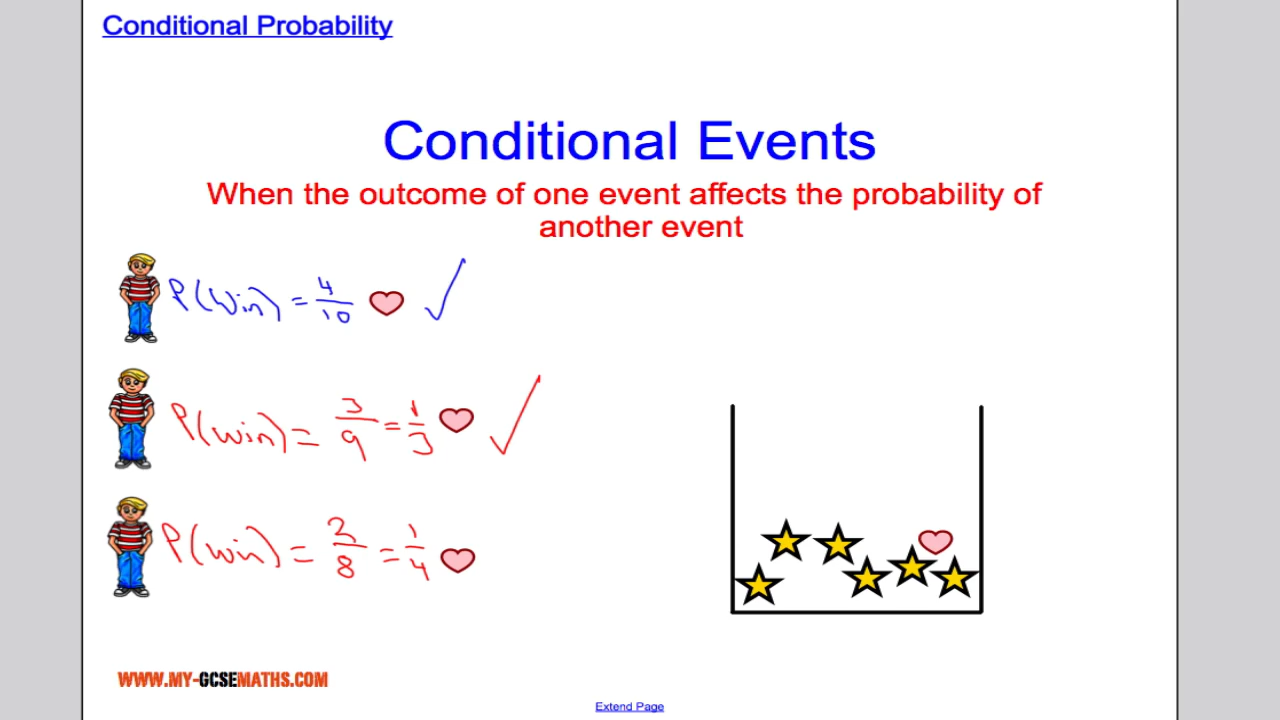 Conditional Probability
Conditional Events
When the outcome of one event affects the probability of
another event
P(Win) = 4/10
P(win) = 3/9 = 1/3
P(win) = 2/8 = 1/4
WWW.MY-GCSEMATHS.COM
Extend Page